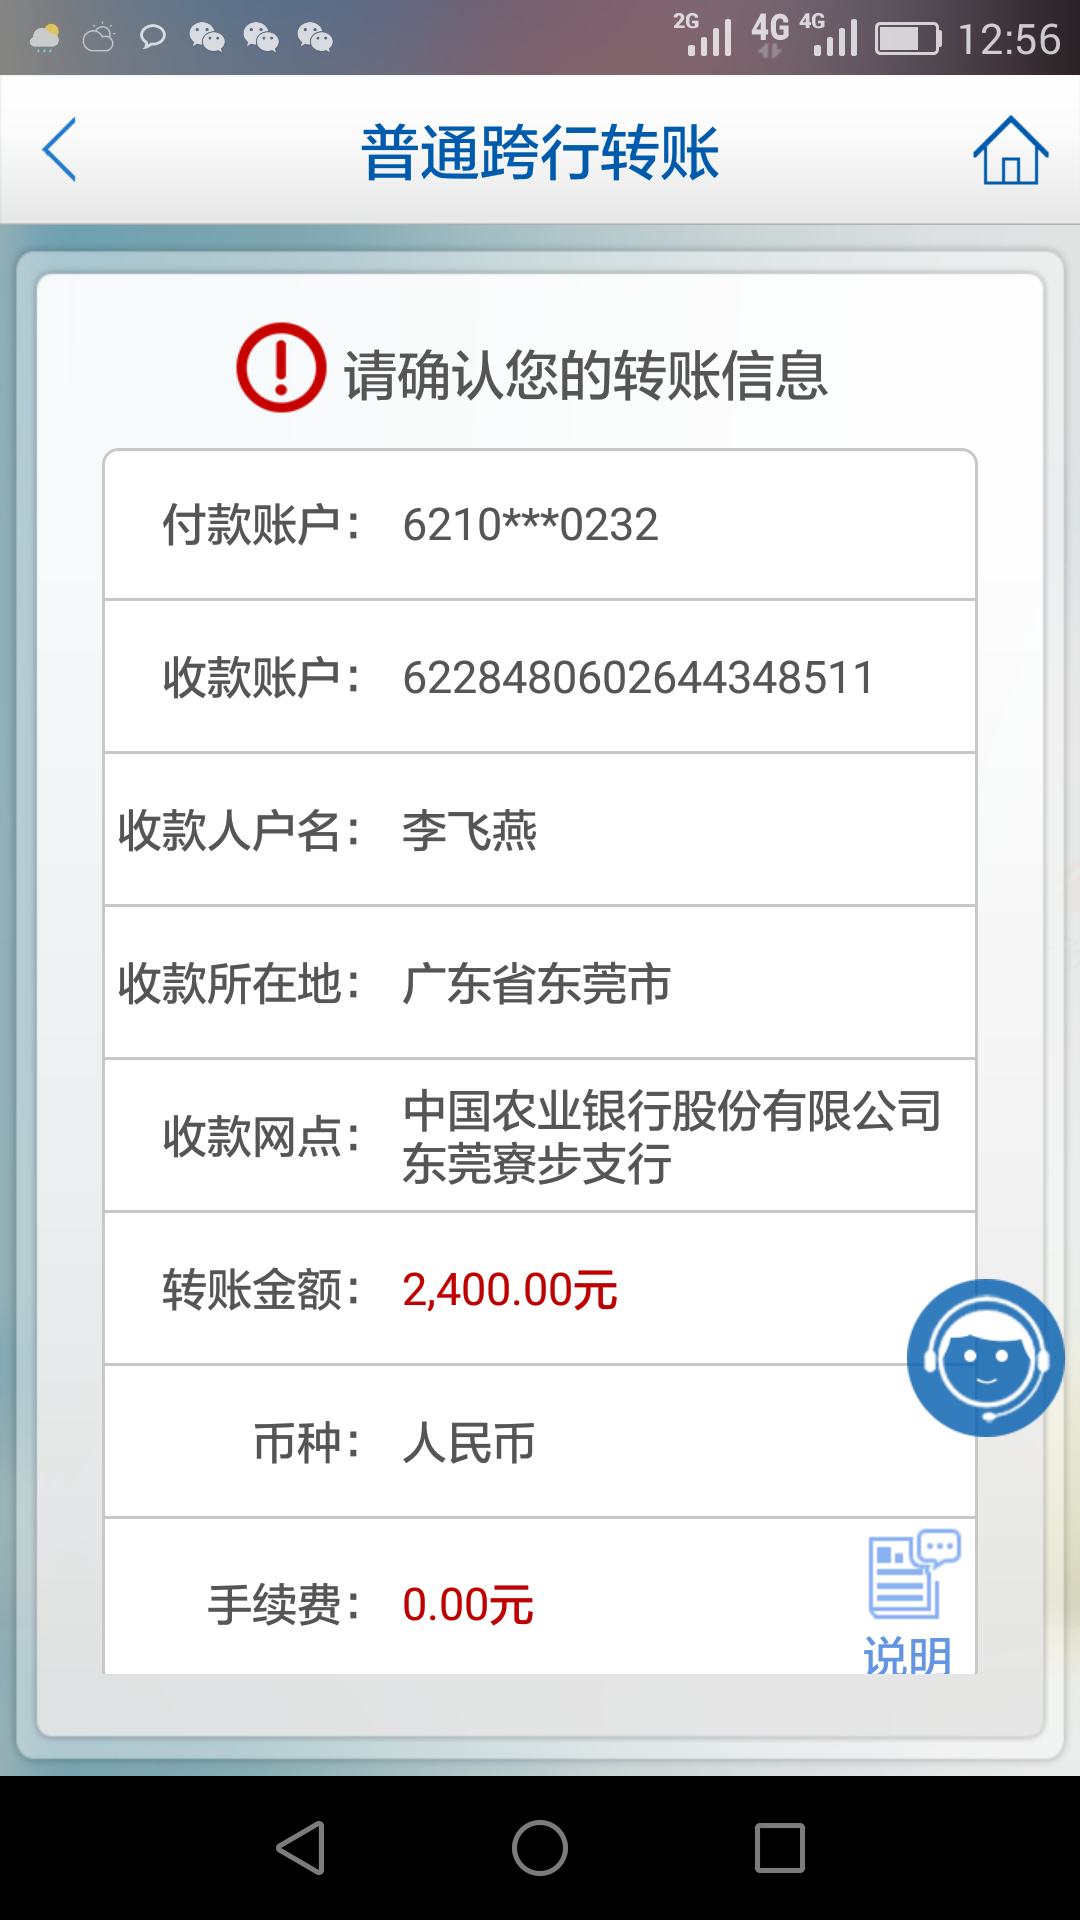 2G 4G 4G 12:56
普通跨行转账
请确认您的转账信息
付款账户： 6210***0232
收款账户： 6228480602644348511
收款人户名： 李飞燕
收款所在地： 广东省东莞市
收款网点： 中国农业银行股份有限公司
东莞寮步支行
转账金额： 2,400.00元
币种： 人民币
手续费： 0.00元
说明